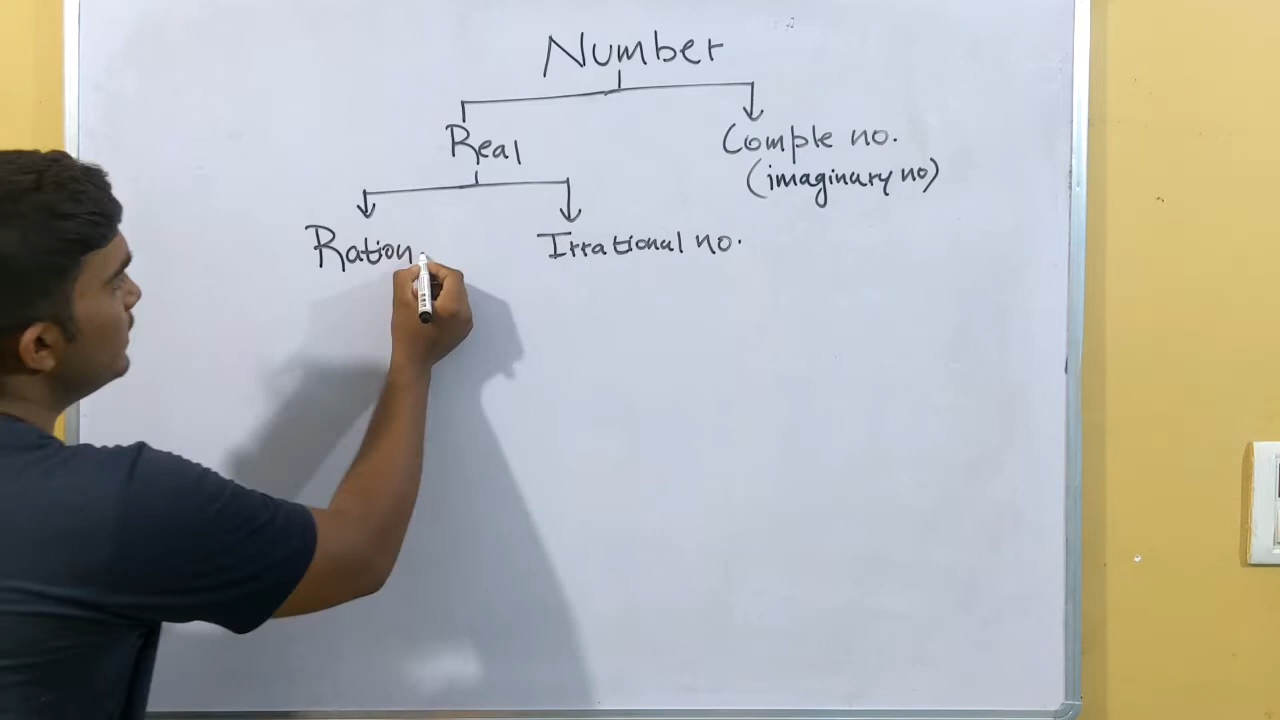 Number
Real
Comple no.
(imaginary no)
Ration
Irrational no.